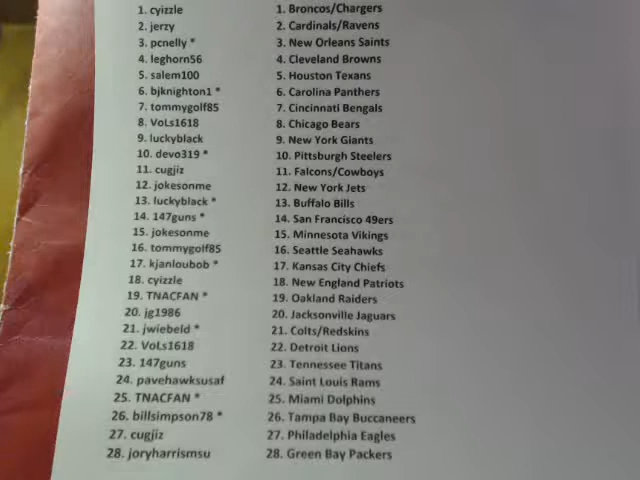 1. cyizzle 1. Broncos/Chargers
2. jerzy 2. Cardinals/Ravens
3. pcnelly * 3. New Orleans Saints
4. leghorn56 4. Cleveland Browns
5. salem100 5. Houston Texans
6. bjknighton1 * 6. Carolina Panthers
7. tommygolf85 7. Cincinnati Bengals
8. VoLs1618 8. Chicago Bears
9. luckyblack 9. New York Giants
10. devo319 * 10. Pittsburgh Steelers
11. cugjiz 11. Falcons/Cowboys
12. jokesonme 12. New York Jets
13. luckyblack * 13. Buffalo Bills
14. 147guns * 14. San Francisco 49ers
15. jokesonme 15. Minnesota Vikings
16. tommygolf85 16. Seattle Seahawks
17. kjanloubob * 17. Kansas City Chiefs
18. cyizzle 18. New England Patriots
19. TNACFAN * 19. Oakland Raiders
20. jg1986 20. Jacksonville Jaguars
21. jwiebeld * 21. Colts/Redskins
22. VoLs1618 22. Detroit Lions
23. 147guns 23. Tennessee Titans
24. pavehawksusaf 24. Saint Louis Rams
25. TNACFAN * 25. Miami Dolphins
26. billsimpson78 * 26. Tampa Bay Buccaneers
27. cugjiz 27. Philadelphia Eagles
28. joryharrismsu 28. Green Bay Packers